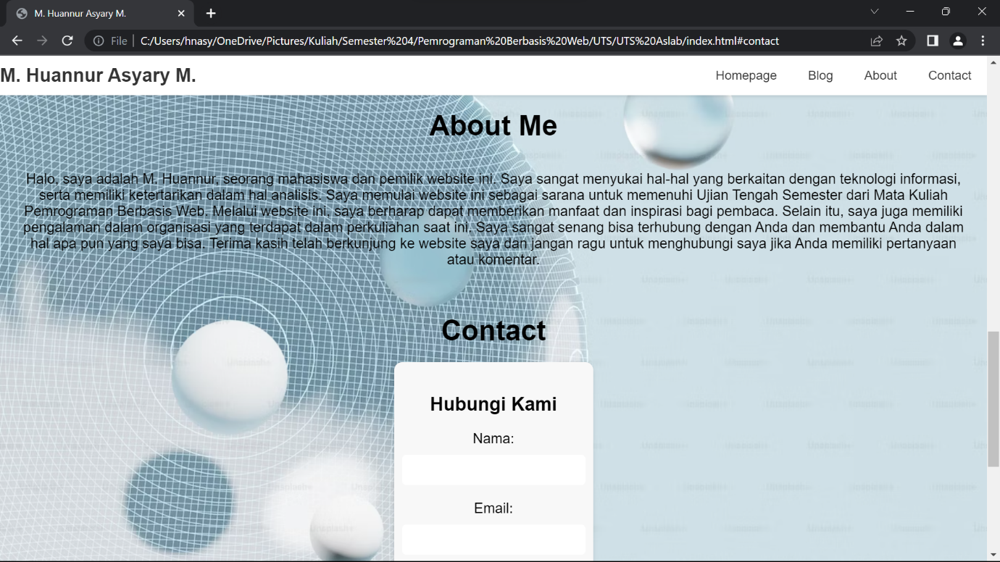 M. Huannur Asyary M.
File
C:/Users/hnasy/OneDrive/Pictures/Kuliah/Semester%204/Pemrograman%20Berbasis%20Web/UTS/UTS%20Aslab/index.html#contact
M. Huannur Asyary M.
Homepage Blog About Contact
About Me
Halo, saya adalah M. Huannur, seorang mahasiswa dan pemilik website ini. Saya sangat menyukai hal-hal yang berkaitan dengan teknologi informasi,
serta memiliki ketertarikan dalam hal analisis. Saya memulai website ini sebagai sarana untuk memenuhi Ujian Tengah Semester dari Mata Kuliah
Pemrograman Berbasis Web. Melalui website ini, saya berharap dapat memberikan manfaat dan inspirasi bagi pembaca. Selain itu, saya juga memiliki
pengalaman dalam organisasi yang terdapat dalam perkuliahan saat ini. Saya sangat senang bisa terhubung dengan Anda dan membantu Anda dalam
hal apa pun yang saya bisa. Terima kasih telah berkunjung ke website saya dan jangan ragu untuk menghubungi saya jika Anda memiliki pertanyaan
atau komentar.
Contact
Hubungi Kami
Nama:
Email: